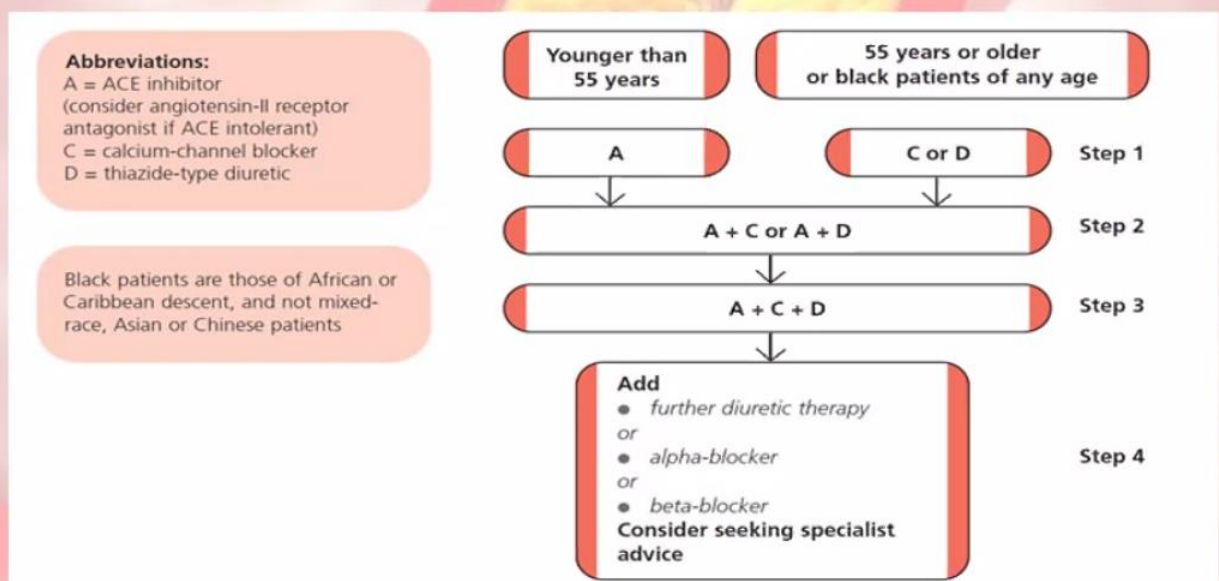 Abbreviations:
A = ACE inhibitor
(consider angiotensin-II receptor
antagonist if ACE intolerant)
C = calcium-channel blocker
D = thiazide-type diuretic
Black patients are those of African or
Caribbean descent, and not mixed-
race, Asian or Chinese patients
Younger than
55 years
55 years or older
or black patients of any age
A
C or D
Step 1
A + C or A + D
Step 2
A + C + D
Step 3
Add
• further diuretic therapy
or
• alpha-blocker
or
• beta-blocker
Consider seeking specialist
advice
Step 4